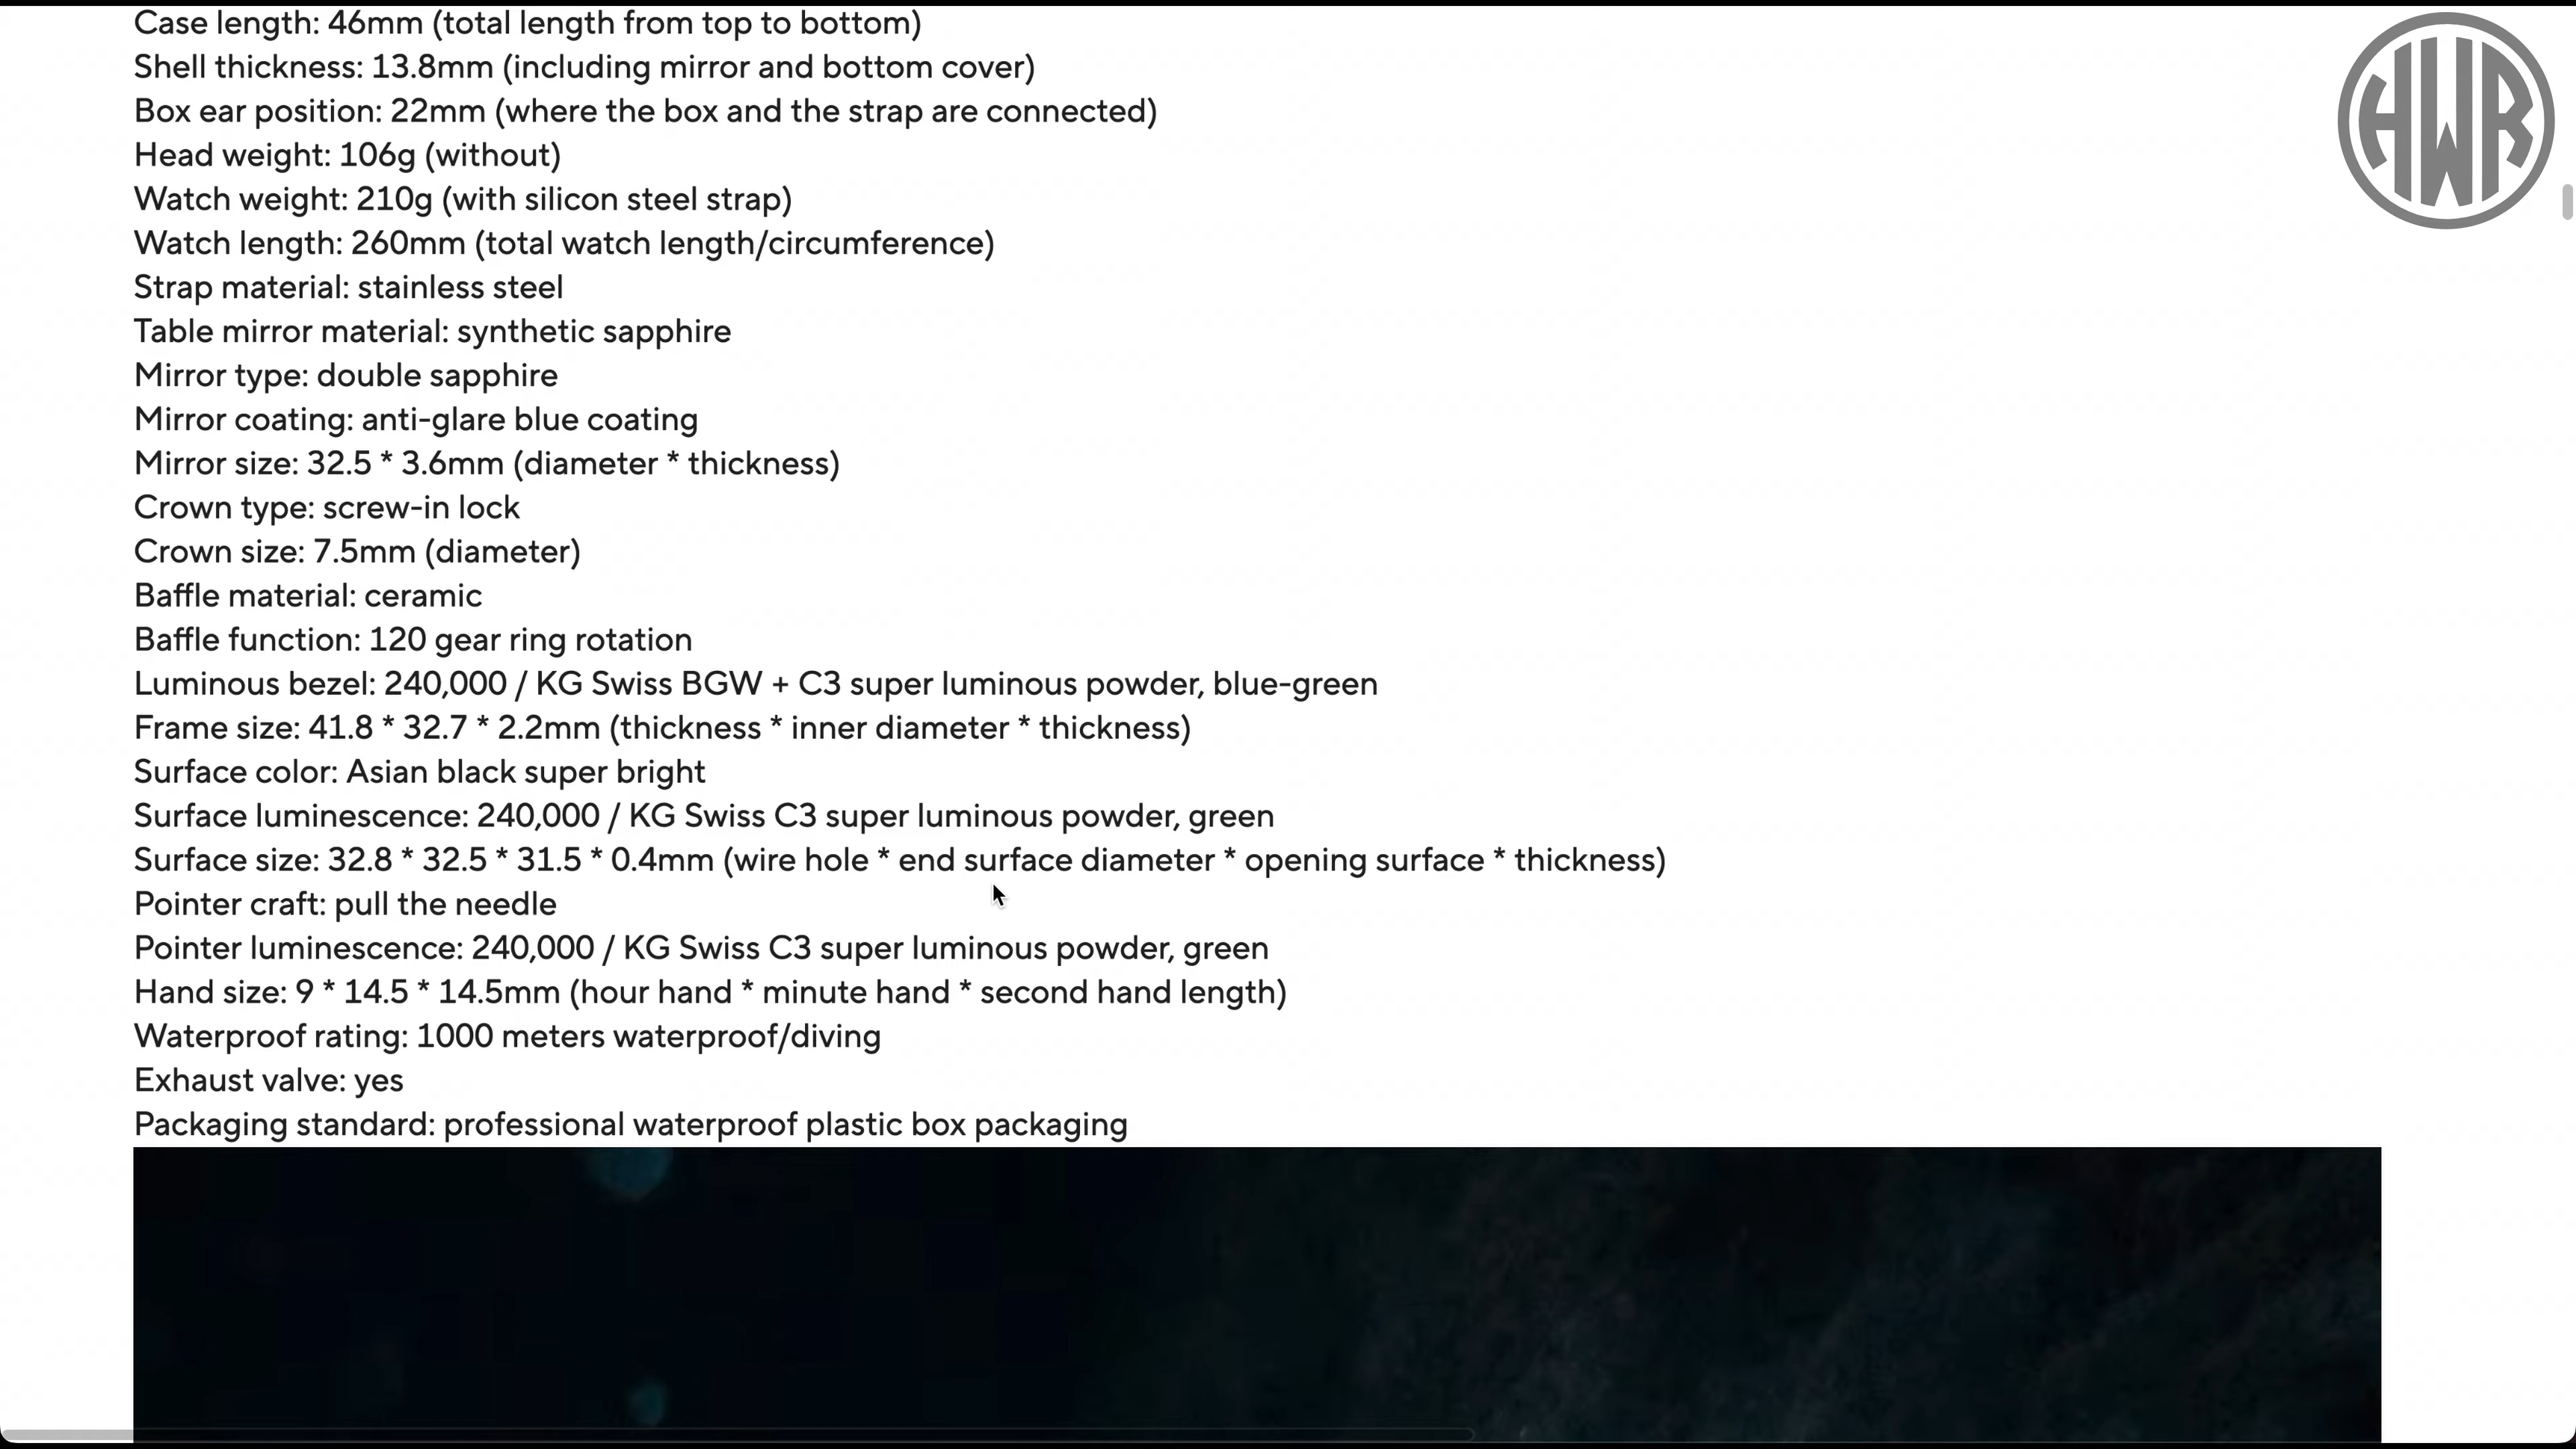 Case length: 46mm (total length from top to bottom)
Shell thickness: 13.8mm (including mirror and bottom cover)
Box ear position: 22mm (where the box and the strap are connected)
Head weight: 106g (without)
Watch weight: 210g (with silicon steel strap)
Watch length: 260mm (total watch length/circumference)
Strap material: stainless steel
Table mirror material: synthetic sapphire
Mirror type: double sapphire
Mirror coating: anti-glare blue coating
Mirror size: 32.5 * 3.6mm (diameter * thickness)
Crown type: screw-in lock
Crown size: 7.5mm (diameter)
Baffle material: ceramic
Baffle function: 120 gear ring rotation
Luminous bezel: 240,000 / KG Swiss BGW + C3 super luminous powder, blue-green
Frame size: 41.8 * 32.7 * 2.2mm (thickness * inner diameter * thickness)
Surface color: Asian black super bright
Surface luminescence: 240,000 / KG Swiss C3 super luminous powder, green
Surface size: 32.8 * 32.5 * 31.5 * 0.4mm (wire hole * end surface diameter * opening surface * thickness)
Pointer craft: pull the needle
Pointer luminescence: 240,000 / KG Swiss C3 super luminous powder, green
Hand size: 9 * 14.5 * 14.5mm (hour hand * minute hand * second hand length)
Waterproof rating: 1000 meters waterproof/diving
Exhaust valve: yes
Packaging standard: professional waterproof plastic box packaging
HWR